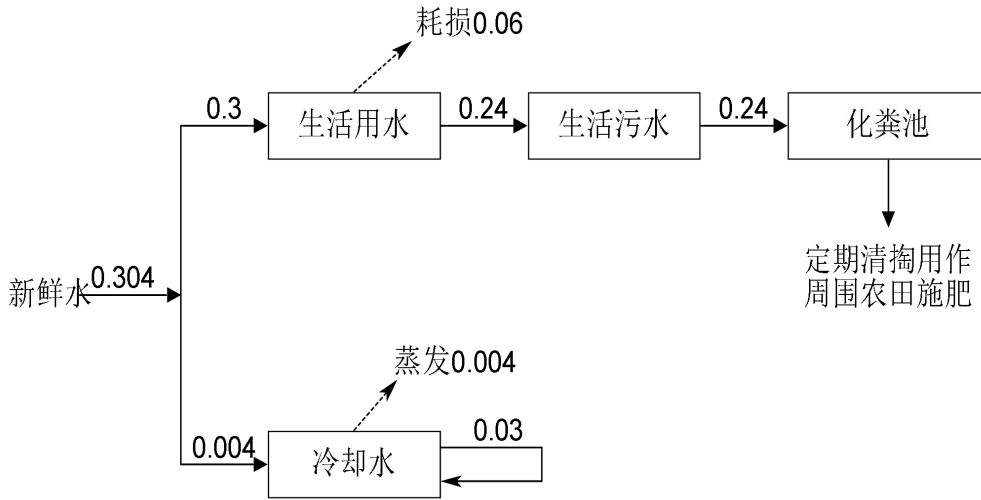 耗损0.06
0.3
生活用水
0.24
生活污水
0.24
化粪池
定期清掏用作
周围农田施肥
新鲜水
0.304
蒸发0.004
0.004
冷却水
0.03